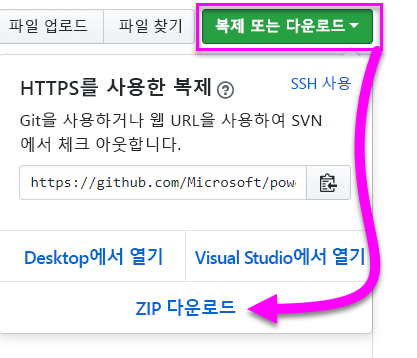 파일 업로드 파일 찾기 복제 또는 다운로드
HTTPS를 사용한 복제 SSH 사용
Git을 사용하거나 웹 URL을 사용하여 SVN
에서 체크 아웃합니다.
https://github.com/Microsoft/pow
Desktop에서 열기 Visual Studio에서 열기
ZIP 다운로드